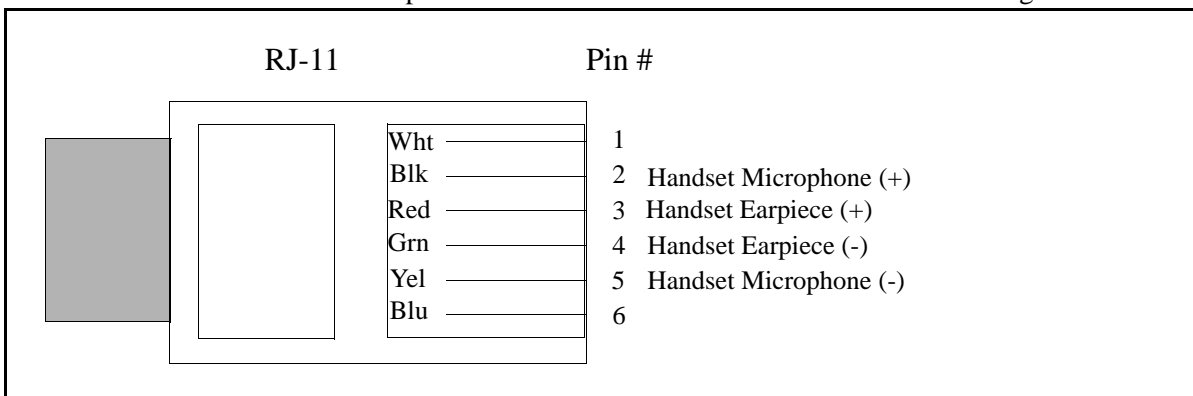 RJ-11 Pin #
Wht 1
Blk 2 Handset Microphone (+)
Red 3 Handset Earpiece (+)
Grn 4 Handset Earpiece (-)
Yel 5 Handset Microphone (-)
Blu 6